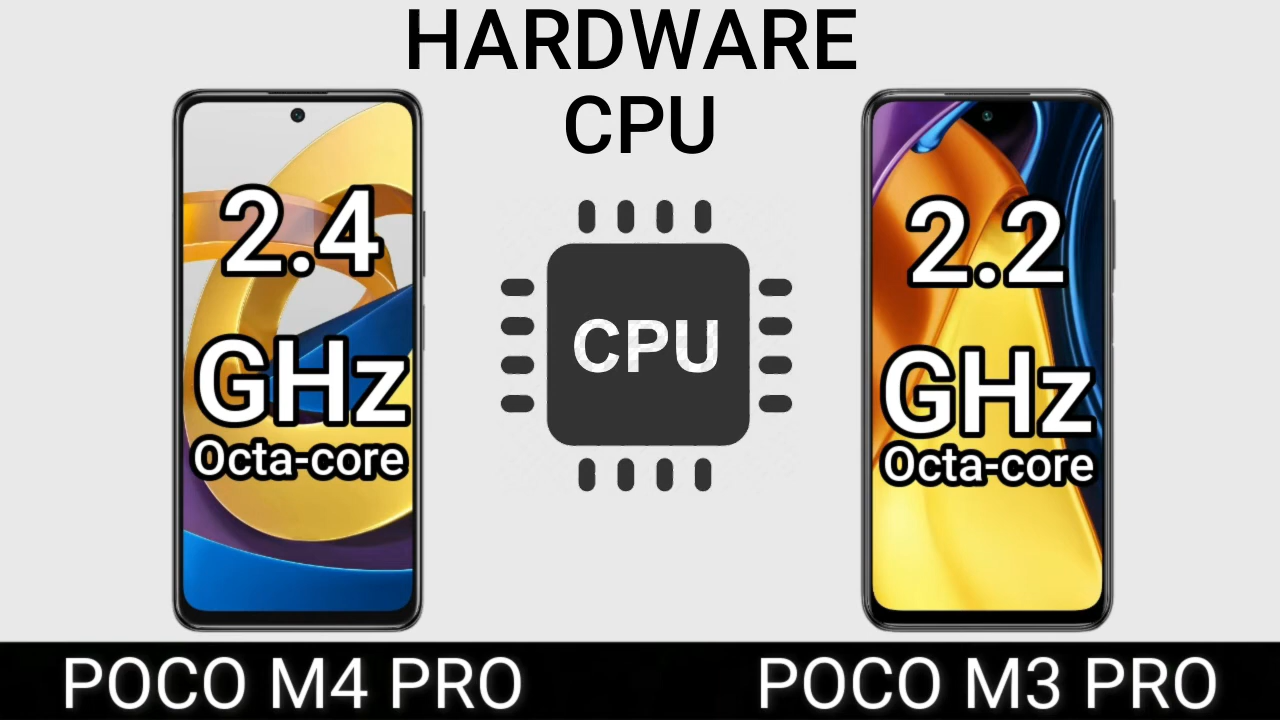 HARDWARE
CPU
2.4
GHz
Octa-core
CPU
2.2
GHz
Octa-core
POCO M4 PRO
POCO M3 PRO